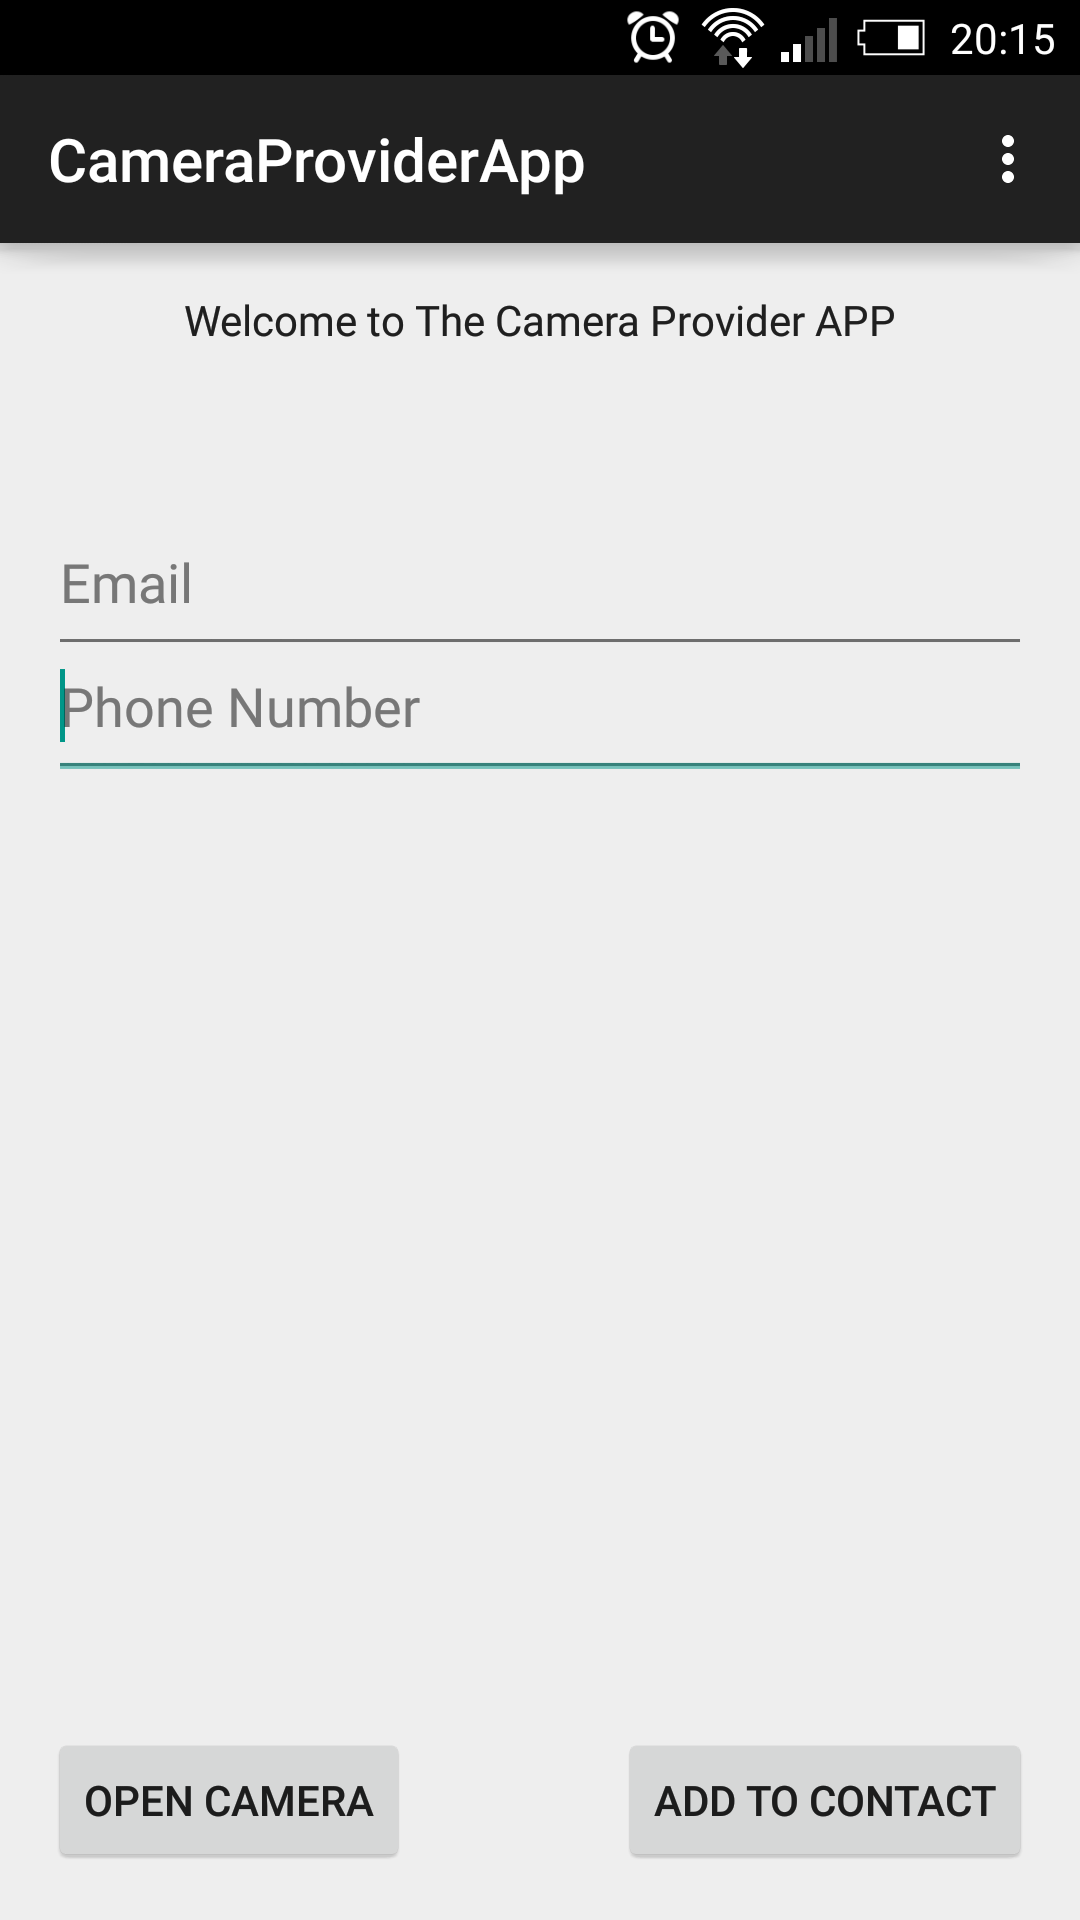 20:15
CameraProviderApp
Welcome to The Camera Provider APP
Email
Phone Number
OPEN CAMERA
ADD TO CONTACT